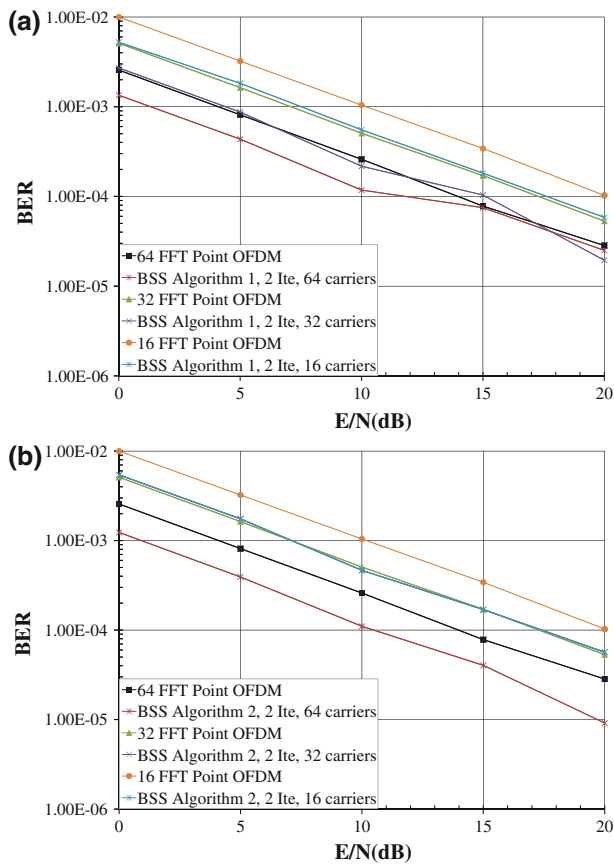 (a)
1.00E-02
1.00E-03
1.00E-04
1.00E-05
1.00E-06
BER
64 FFT Point OFDM
BSS Algorithm 1, 2 Ite, 64 carriers
32 FFT Point OFDM
BSS Algorithm 1, 2 Ite, 32 carriers
16 FFT Point OFDM
BSS Algorithm 1, 2 Ite, 16 carriers
0 5 10 15 20
E/N(dB)
(b)
1.00E-02
1.00E-03
1.00E-04
1.00E-05
1.00E-06
BER
64 FFT Point OFDM
BSS Algorithm 2, 2 Ite, 64 carriers
32 FFT Point OFDM
BSS Algorithm 2, 2 Ite, 32 carriers
16 FFT Point OFDM
BSS Algorithm 2, 2 Ite, 16 carriers
0 5 10 15 20
E/N(dB)